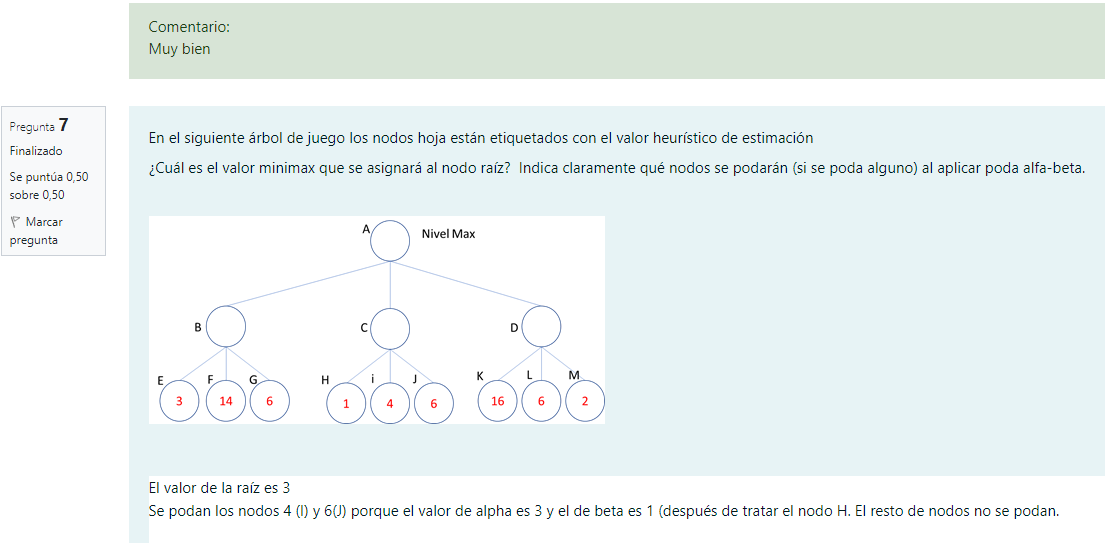 Comentario:
Muy bien
Pregunta 7
Finalizado
Se puntúa 0,50
sobre 0,50
Marcar
pregunta
En el siguiente árbol de juego los nodos hoja están etiquetados con el valor heurístico de estimación
¿Cuál es el valor minimax que se asignará al nodo raíz? Indica claramente qué nodos se podarán (si se poda alguno) al aplicar poda alfa-beta.
A Nivel Max
B C D
E F G H i J K L M
3 14 6 1 4 6 16 6 2
El valor de la raíz es 3
Se podan los nodos 4 (I) y 6(J) porque el valor de alpha es 3 y el de beta es 1 (después de tratar el nodo H. El resto de nodos no se podan.